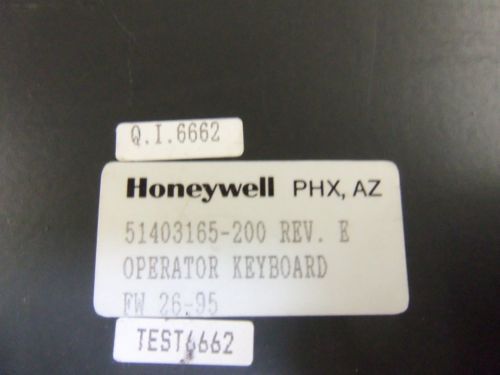 Q.I.6662
Honeywell PHX, AZ
51403165-200 REV. E
OPERATOR KEYBOARD
FW 26-95
TEST6662